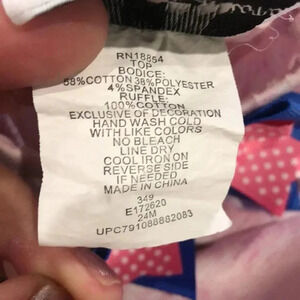 RN18854
TOP
BODICE:
58%COTTON 38%POLYESTER
4%SPANDEX
RUFFLE:
100%COTTON
EXCLUSIVE OF DECORATION
HAND WASH COLD
WITH LIKE COLORS
NO BLEACH
LINE DRY
COOL IRON ON
REVERSE SIDE
IF NEEDED
MADE IN CHINA
349
E172620
24M
UPC791088882083